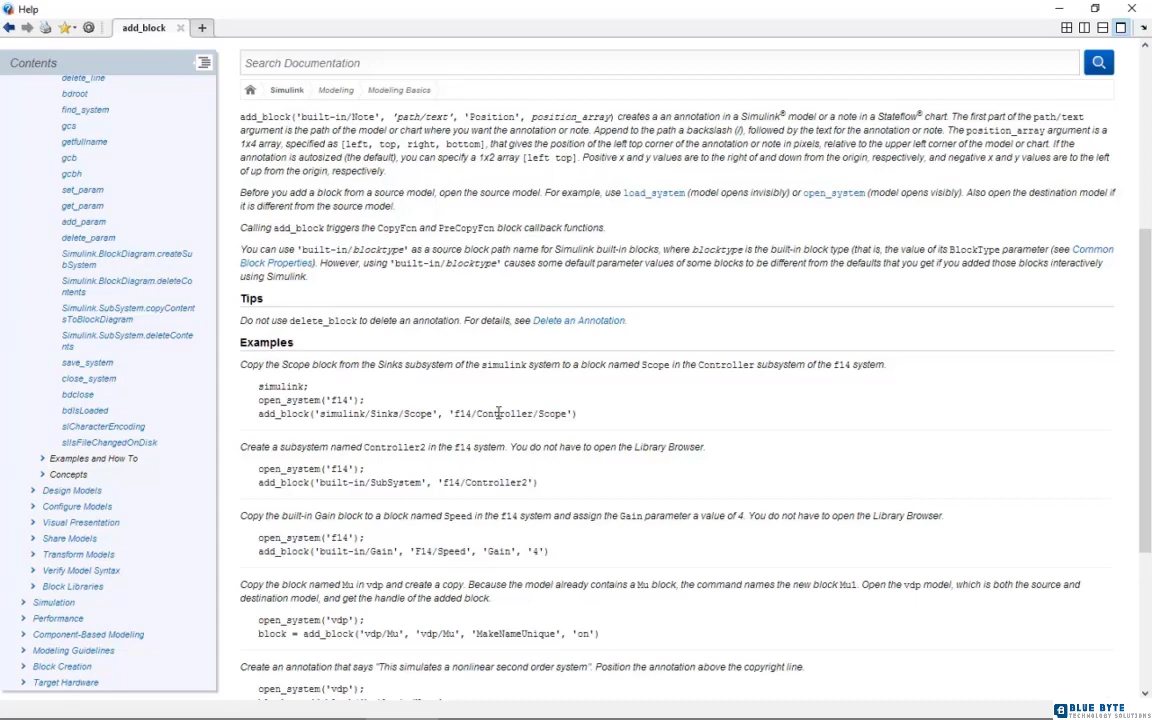 Help
add_block
Contents
Search Documentation
Simulink
Modeling
Modeling Basics
delete_line
bdroot
find_system
gcs
getfullname
gcb
gcbh
set_param
get_param
add_param
delete_param
Simulink.BlockDiagram.createSu
bSystem
Simulink.BlockDiagram.deleteCo
ntents
Simulink.SubSystem.copyContent
sToBlockDiagram
Simulink.SubSystem.deleteConte
nts
save_system
close_system
bdclose
bdIsLoaded
slCharacterEncoding
slIsFileChangedOnDisk
Examples and How To
Concepts
Design Models
Configure Models
Visual Presentation
Share Models
Transform Models
Verify Model Syntax
Block Libraries
Simulation
Performance
Component-Based Modeling
Modeling Guidelines
Block Creation
Target Hardware
add_block('built-in/Note', 'path/text', 'Position', position_array) creates a an annotation in a Simulink® model or a note in a Stateflow® chart. The first part of the path/text
argument is the path of the model or chart where you want the annotation or note. Append to the path a backslash (/), followed by the text for the annotation or note. The position_array argument is a
1x4 array, specified as [left, top, right, bottom], that gives the position of the left top corner of the annotation or note in pixels, relative to the upper left corner of the model or chart. If the
annotation is autosized (the default), you can specify a 1x2 array [left top]. Positive x and y values are to the right of and down from the origin, respectively, and negative x and y values are to the left
of up from the origin, respectively.
Before you add a block from a source model, open the source model. For example, use load_system (model opens invisibly) or open_system (model opens visibly). Also open the destination model if
it is different from the source model.
Calling add_block triggers the CopyFcn and PreCopyFcn block callback functions.
You can use 'built-in/blocktype' as a source block path name for Simulink built-in blocks, where blocktype is the built-in block type (that is, the value of its BlockType parameter (see Common
Block Properties). However, using 'built-in/blocktype' causes some default parameter values of some blocks to be different from the defaults that you get if you added those blocks interactively
using Simulink.
Tips
Do not use delete_block to delete an annotation. For details, see Delete an Annotation.
Examples
Copy the Scope block from the Sinks subsystem of the simulink system to a block named Scope in the Controller subsystem of the f14 system.
simulink;
open_system('f14');
add_block('simulink/Sinks/Scope', 'f14/Controller/Scope')
Create a subsystem named Controller2 in the f14 system. You do not have to open the Library Browser.
open_system('f14');
add_block('built-in/SubSystem', 'f14/Controller2')
Copy the built-in Gain block to a block named Speed in the f14 system and assign the Gain parameter a value of 4. You do not have to open the Library Browser.
open_system('f14');
add_block('built-in/Gain', 'F14/Speed', 'Gain', '4')
Copy the block named Mu in vdp and create a copy. Because the model already contains a Mu block, the command names the new block Mu1. Open the vdp model, which is both the source and
destination model, and get the handle of the added block.
open_system('vdp');
block = add_block('vdp/Mu', 'vdp/Mu', 'MakeNameUnique', 'on')
Create an annotation that says "This simulates a nonlinear second order system". Position the annotation above the copyright line.
open_system('vdp');
BLUE BYTE
TECHNOLOGY SOLUTIONS